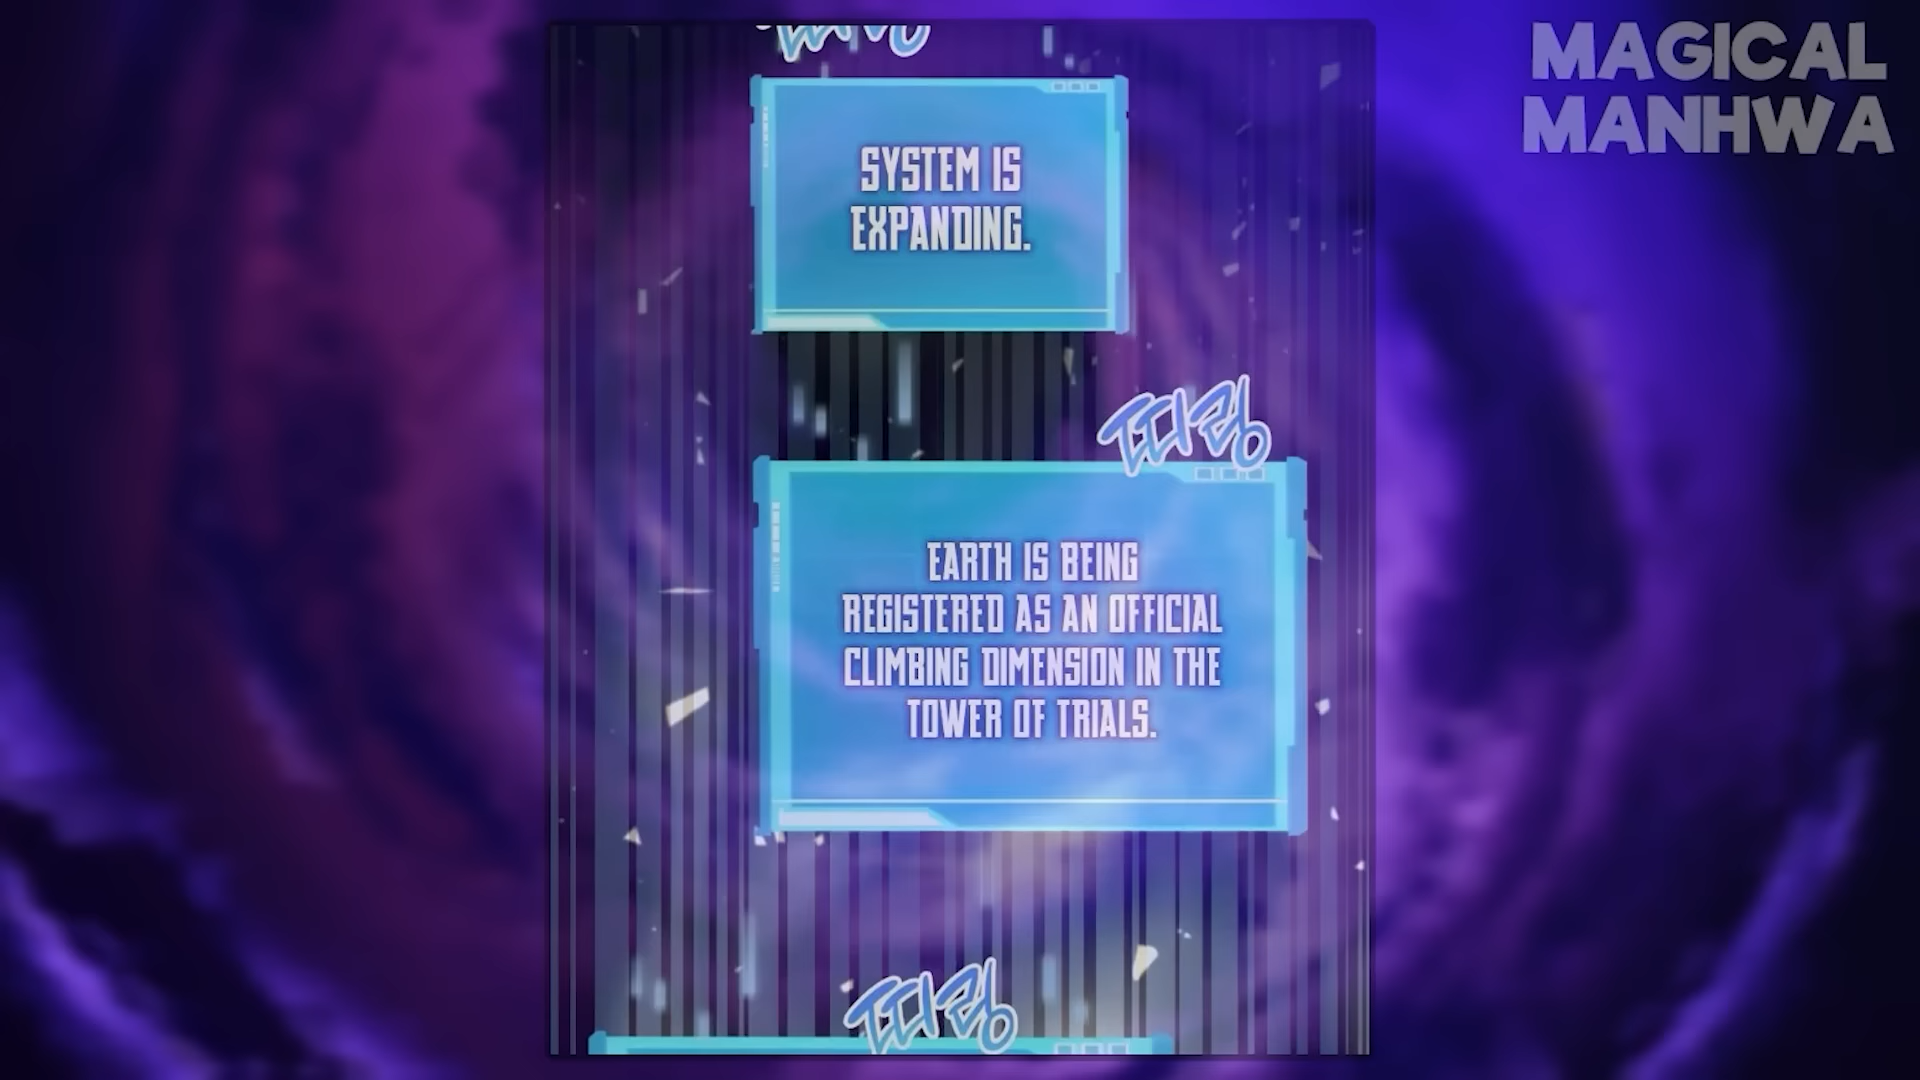 MAGICAL
MANHWA
SYSTEM IS
EXPANDING.
띠링
EARTH IS BEING
REGISTERED AS AN OFFICIAL
CLIMBING DIMENSION IN THE
TOWER OF TRIALS.
띠링